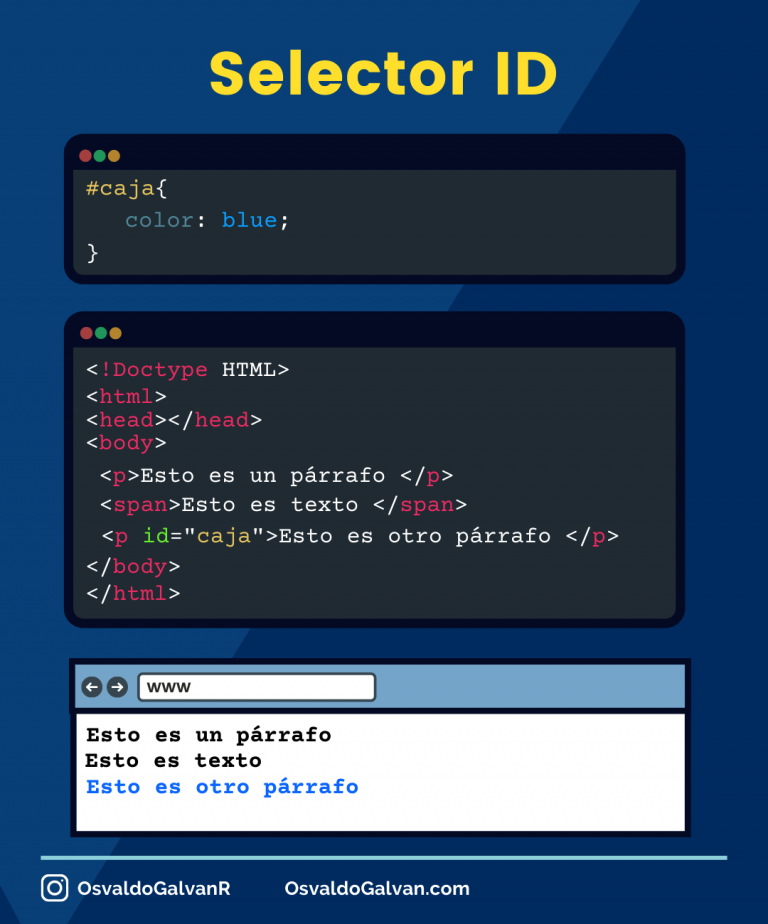 Selector ID
#caja{
color: blue;
}
<!Doctype HTML>
<html>
<head></head>
<body>
<p>Esto es un párrafo </p>
<span>Esto es texto </span>
<p id="caja">Esto es otro párrafo </p>
</body>
</html>
www
Esto es un párrafo
Esto es texto
Esto es otro párrafo
OsvaldoGalvanR OsvaldoGalvan.com